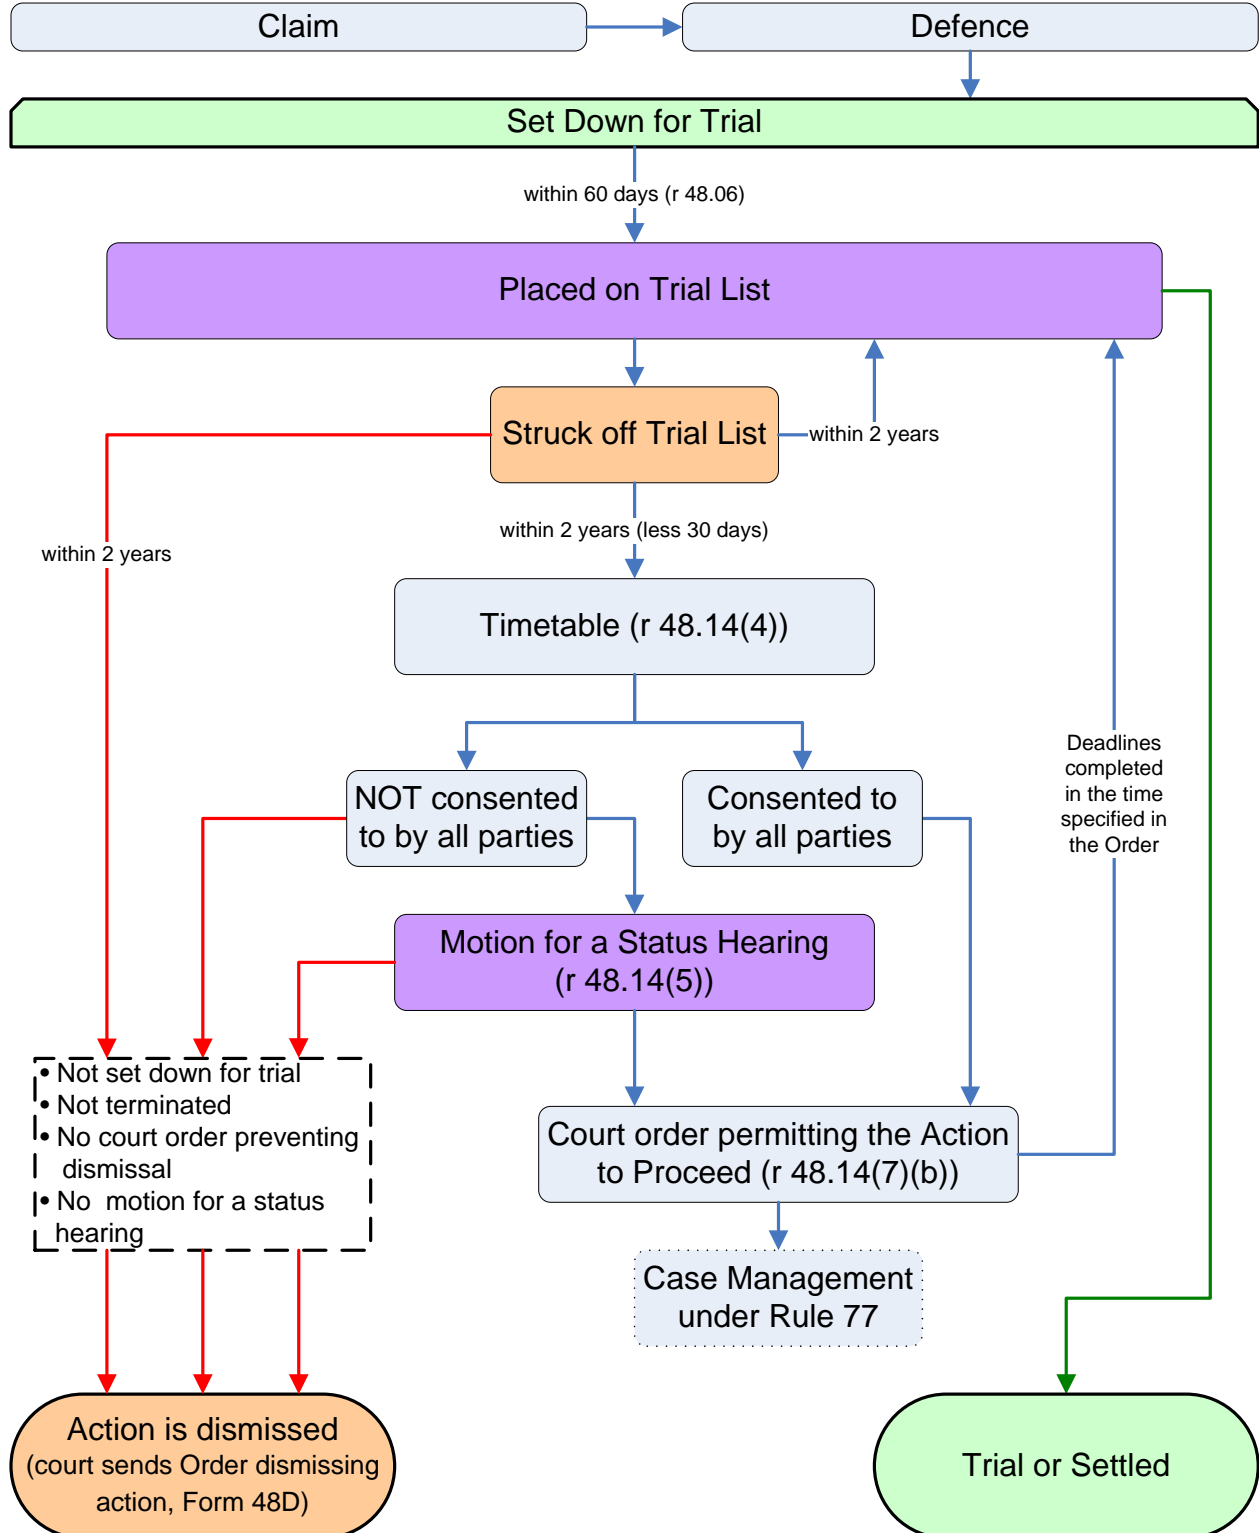 Claim
Defence
Set Down for Trial
within 60 days (r 48.06)
Placed on Trial List
Struck off Trial List
within 2 years
within 2 years (less 30 days)
within 2 years
Timetable (r 48.14(4))
NOT consented
to by all parties
Consented to
by all parties
Deadlines
completed
in the time
specified in
the Order
Motion for a Status Hearing
(r 48.14(5))
• Not set down for trial
• Not terminated
• No court order preventing
dismissal
• No  motion for a status
hearing
Court order permitting the Action
to Proceed (r 48.14(7)(b))
Case Management
under Rule 77
Action is dismissed
(court sends Order dismissing
action, Form 48D)
Trial or Settled